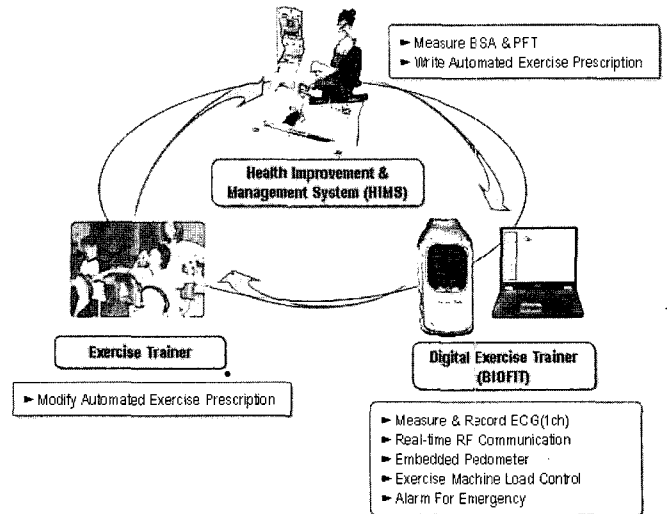 ► Measure BSA & PFT
► Write Automated Exercise Prescription
Health Improvement &
Management System (HIMS)
Exercise Trainer
► Modify Automated Exercise Prescription
Digital Exercise Trainer
(BIOFIT)
► Measure & Record ECG(1ch)
► Real-time RF Communication
► Embedded Pedometer
► Exercise Machine Load Control
► Alarm For Emergency